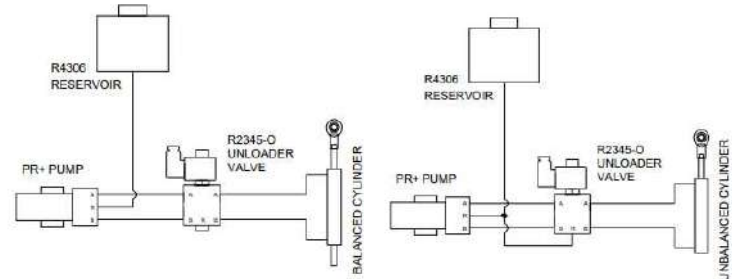 R4306
RESERVOIR
R2345-O
UNLOADER
VALVE
PR+ PUMP
A
R
B
A
A
B
R
B
BALANCED CYLINDER
R4306
RESERVOIR
R2345-O
UNLOADER
VALVE
PR+ PUMP
A
R
B
A
A
B
R
B
UNBALANCED CYLINDER